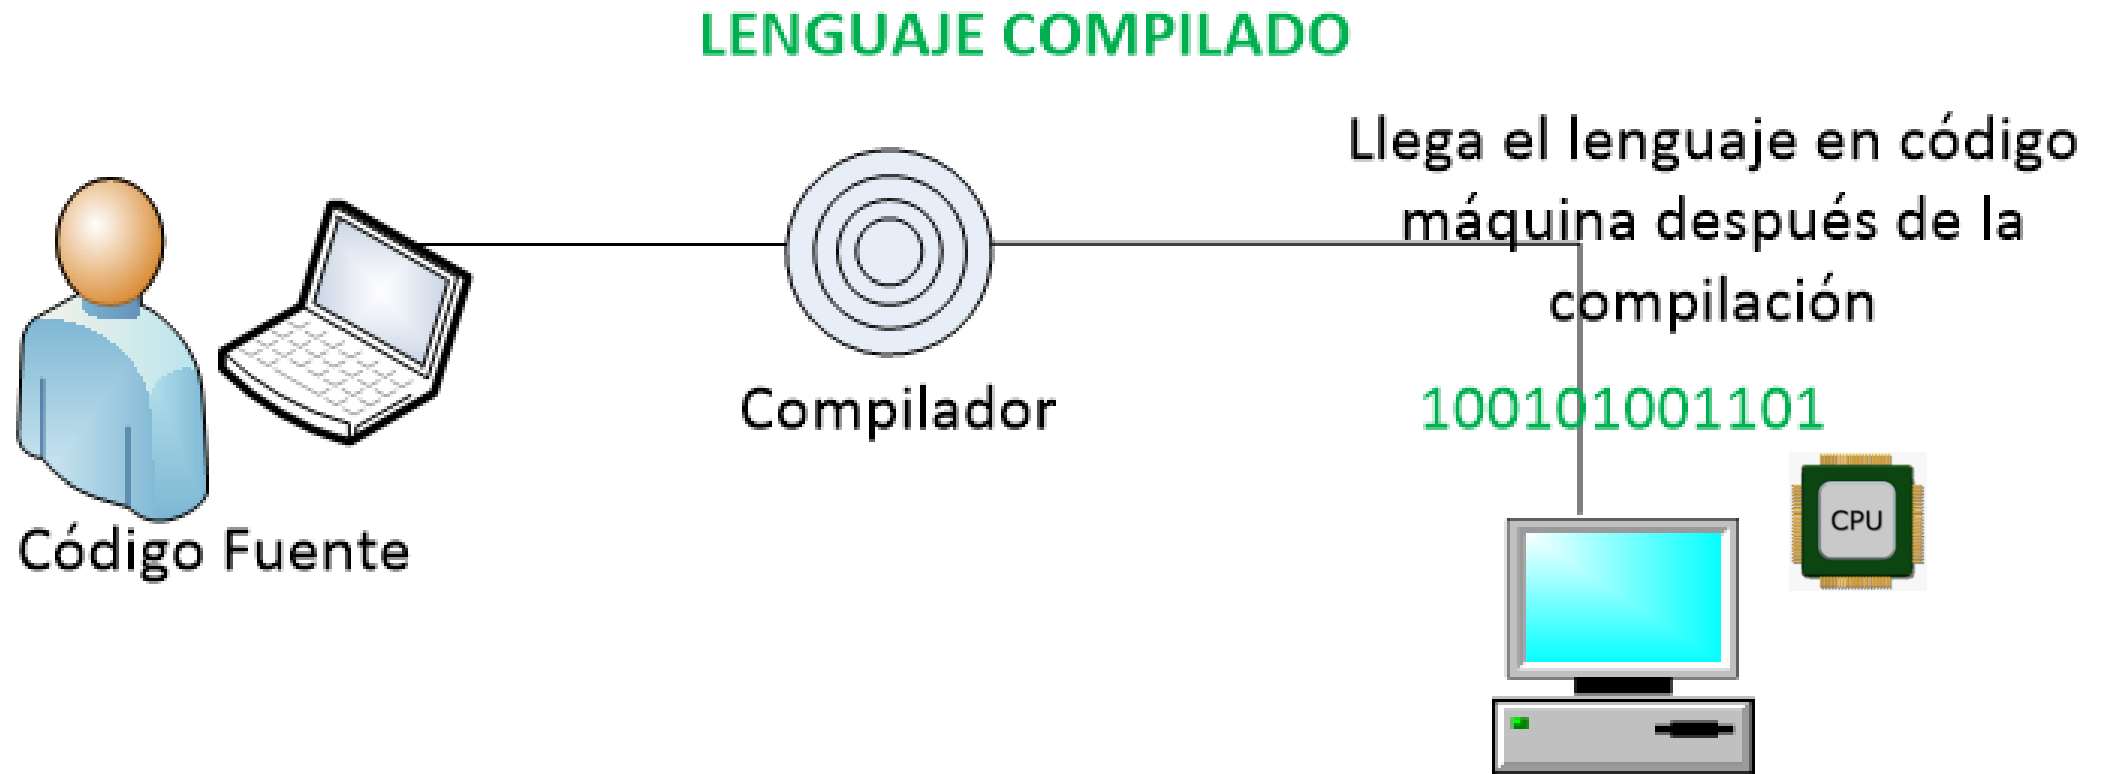 LENGUAJE COMPILADO
Llega el lenguaje en código
máquina después de la
compilación
Compilador
100101001101
CPU
Código Fuente